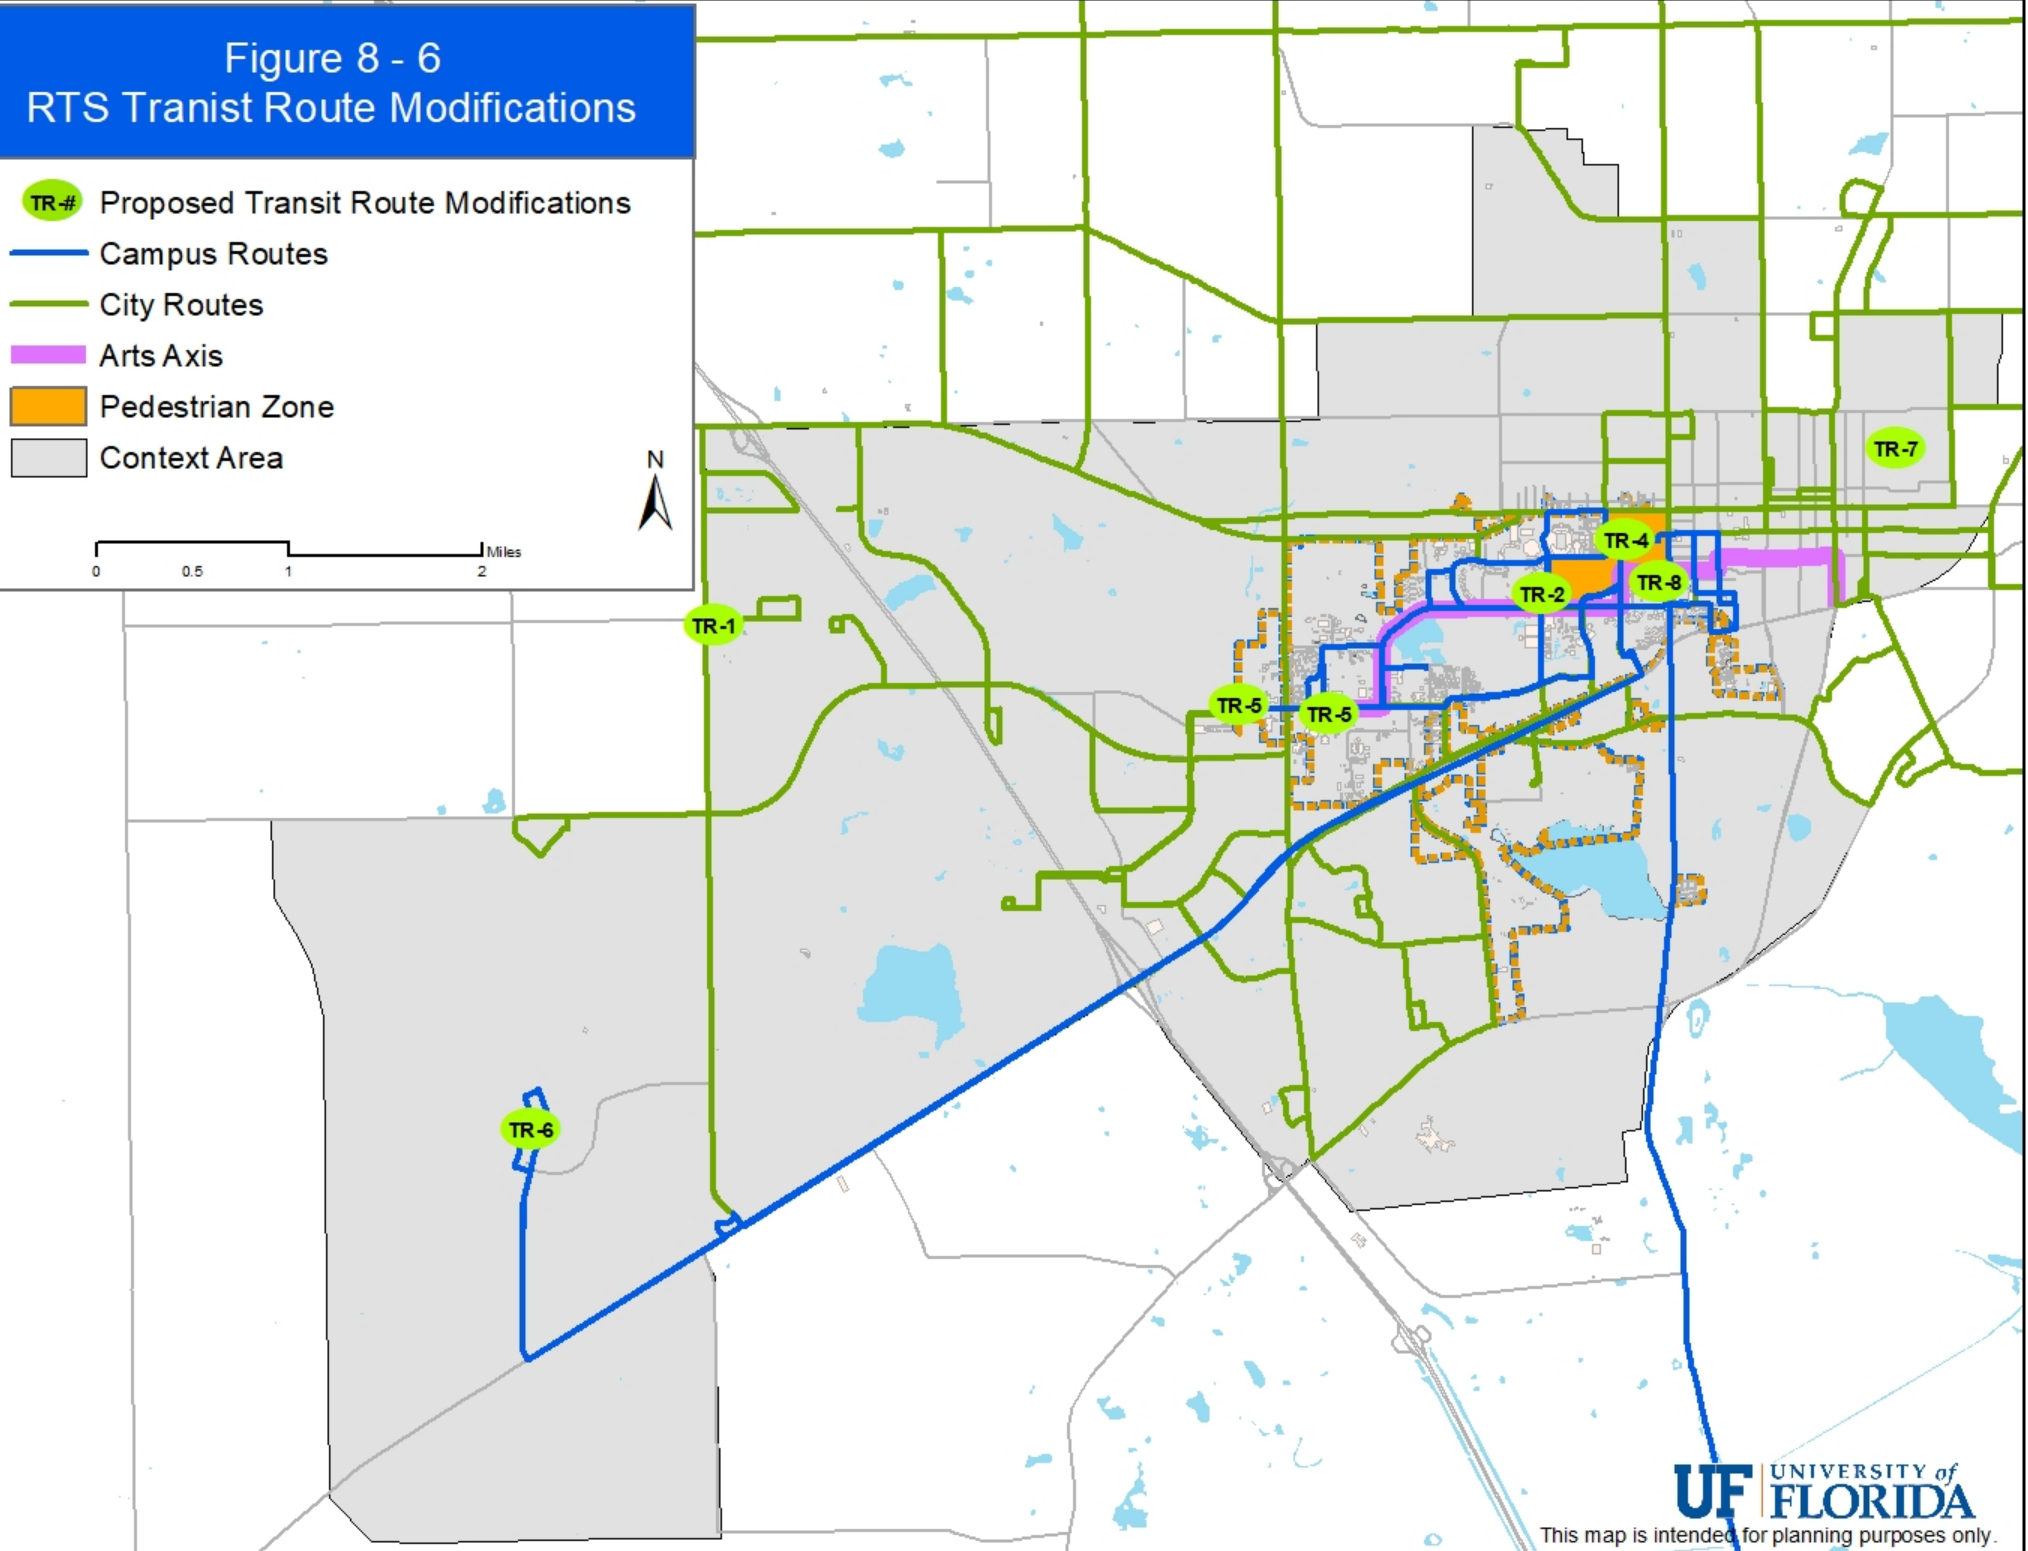 Figure 8 - 6
RTS Tranist Route Modifications
TR-# Proposed Transit Route Modifications
Campus Routes
City Routes
Arts Axis
Pedestrian Zone
Context Area
N
Miles
0 0.5 1 2
TR-7
TR-4
TR-8
TR-2
TR-1
TR-5
TR-5
TR-6
UF UNIVERSITY of
FLORIDA
This map is intended for planning purposes only.